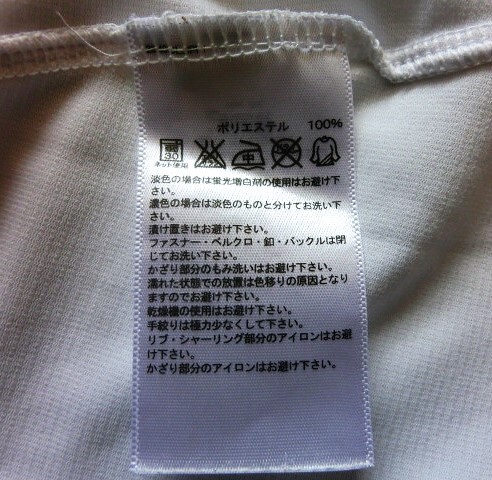 ポリエステル 100%
30 中
ネット使用
淡色の場合は蛍光増白剤の使用はお避け下
さい。
濃色の場合は淡色のものと分けてお洗い下
さい。
漬け置きはお避け下さい。
ファスナー・ベルクロ・釦・バックルは閉
じてお洗い下さい。
かざり部分のもみ洗いはお避け下さい。
濡れた状態での放置は色移りの原因となり
ますのでお避け下さい。
乾燥機の使用はお避け下さい。
手絞りは極力少なくして下さい。
リブ・シャーリング部分のアイロンはお避
け下さい。
かざり部分のアイロンはお避け下さい。